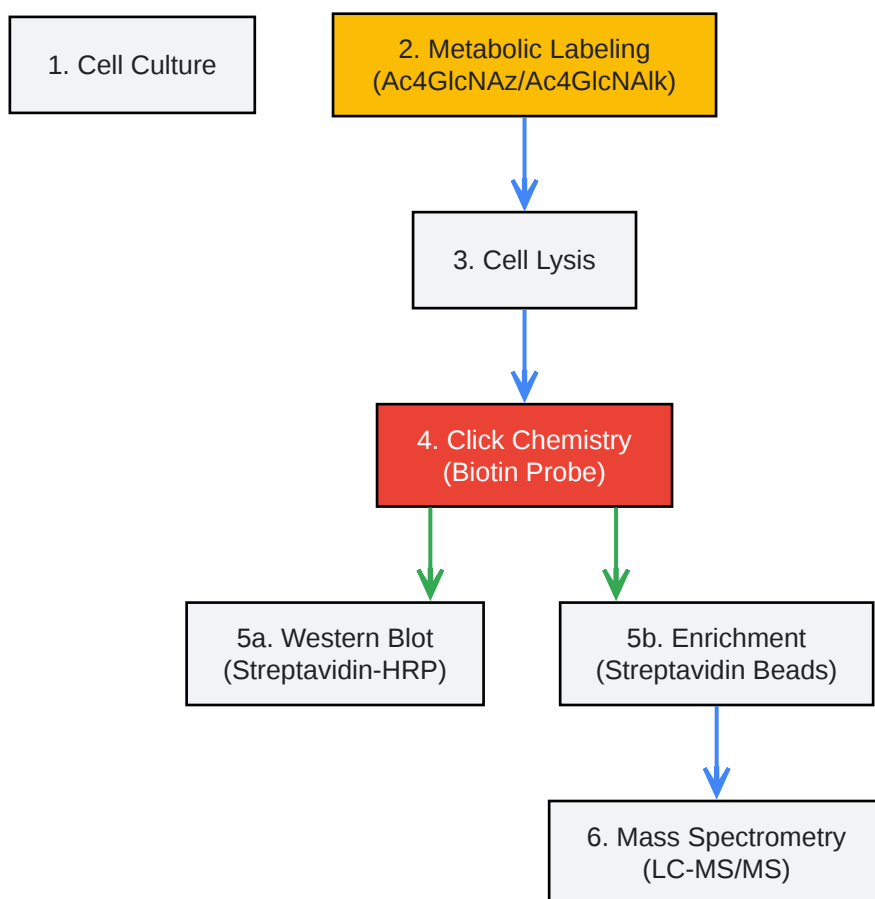 1. Cell Culture
2. Metabolic Labeling
(Ac4GlcNAz/Ac4GlcNAlk)
3. Cell Lysis
4. Click Chemistry
(Biotin Probe)
5a. Western Blot
(Streptavidin-HRP)
5b. Enrichment
(Streptavidin Beads)
6. Mass Spectrometry
(LC-MS/MS)